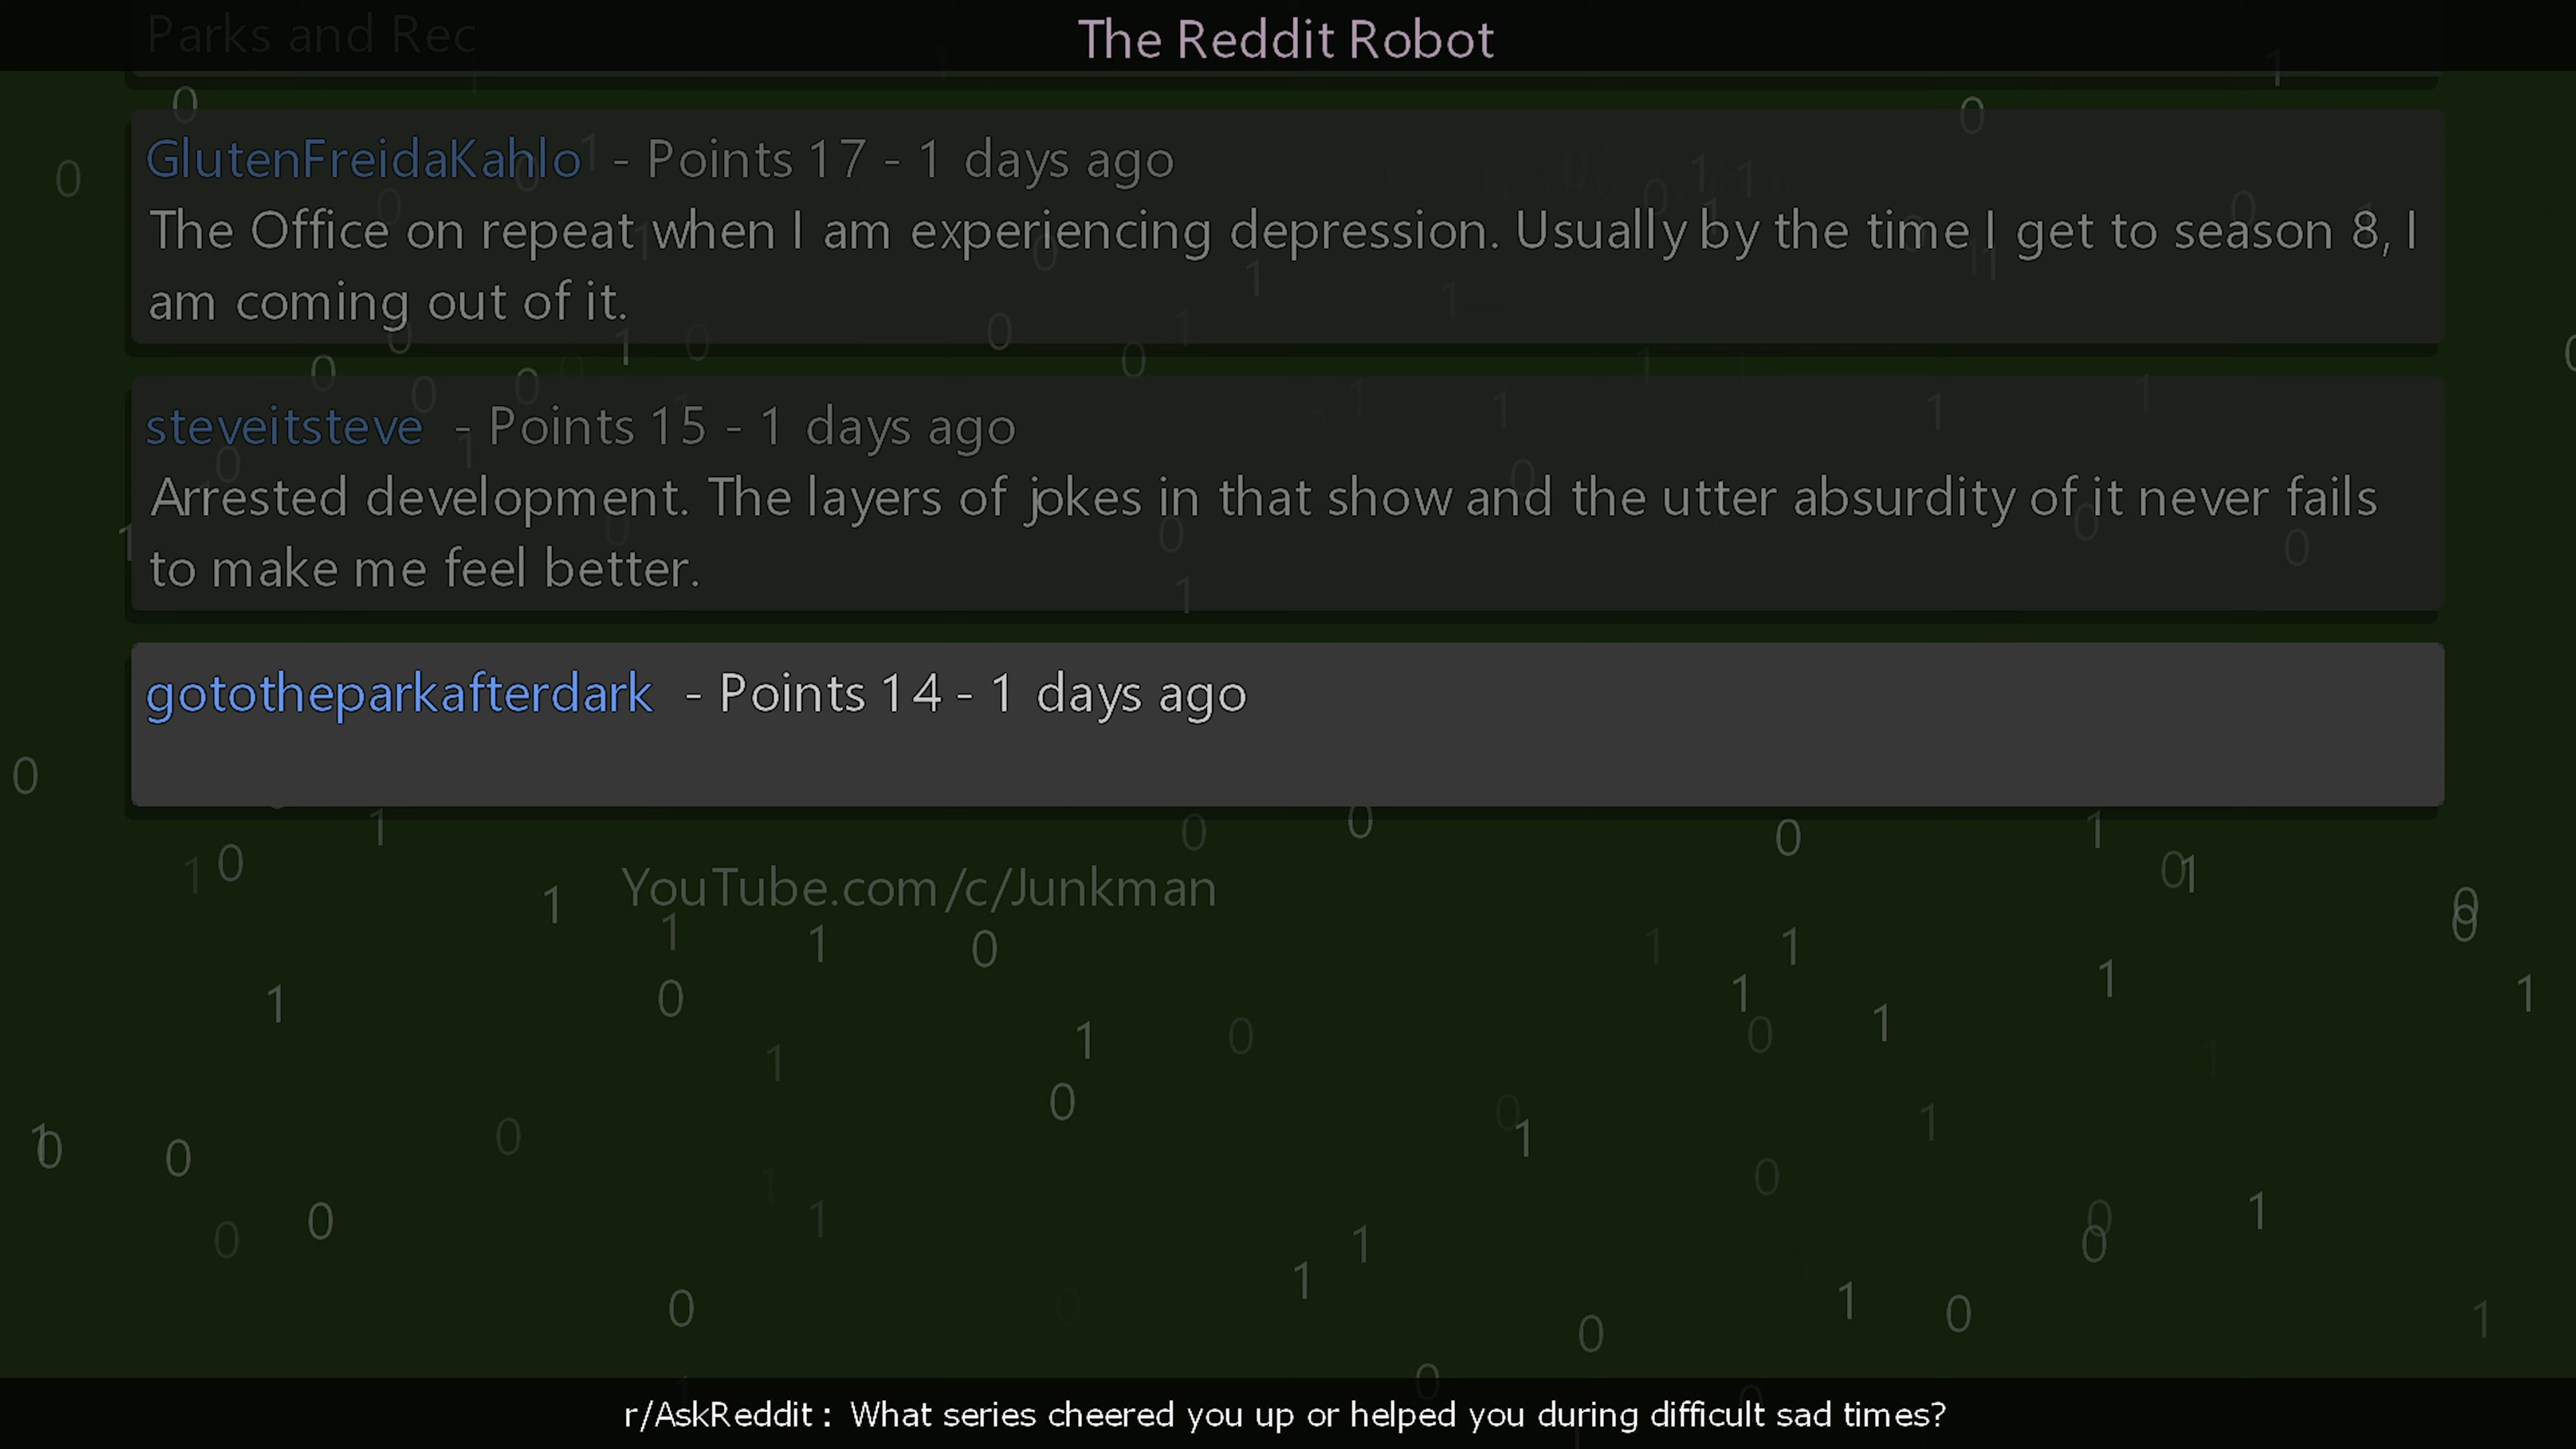 The Reddit Robot
Parks and Rec
GlutenFreidaKahlo - Points 17 - 1 days ago
The Office on repeat when I am experiencing depression. Usually by the time I get to season 8, I
am coming out of it.
steveitsteve - Points 15 - 1 days ago
Arrested development. The layers of jokes in that show and the utter absurdity of it never fails
to make me feel better.
gototheparkafterdark - Points 14 - 1 days ago
YouTube.com/c/Junkman
r/AskReddit : What series cheered you up or helped you during difficult sad times?